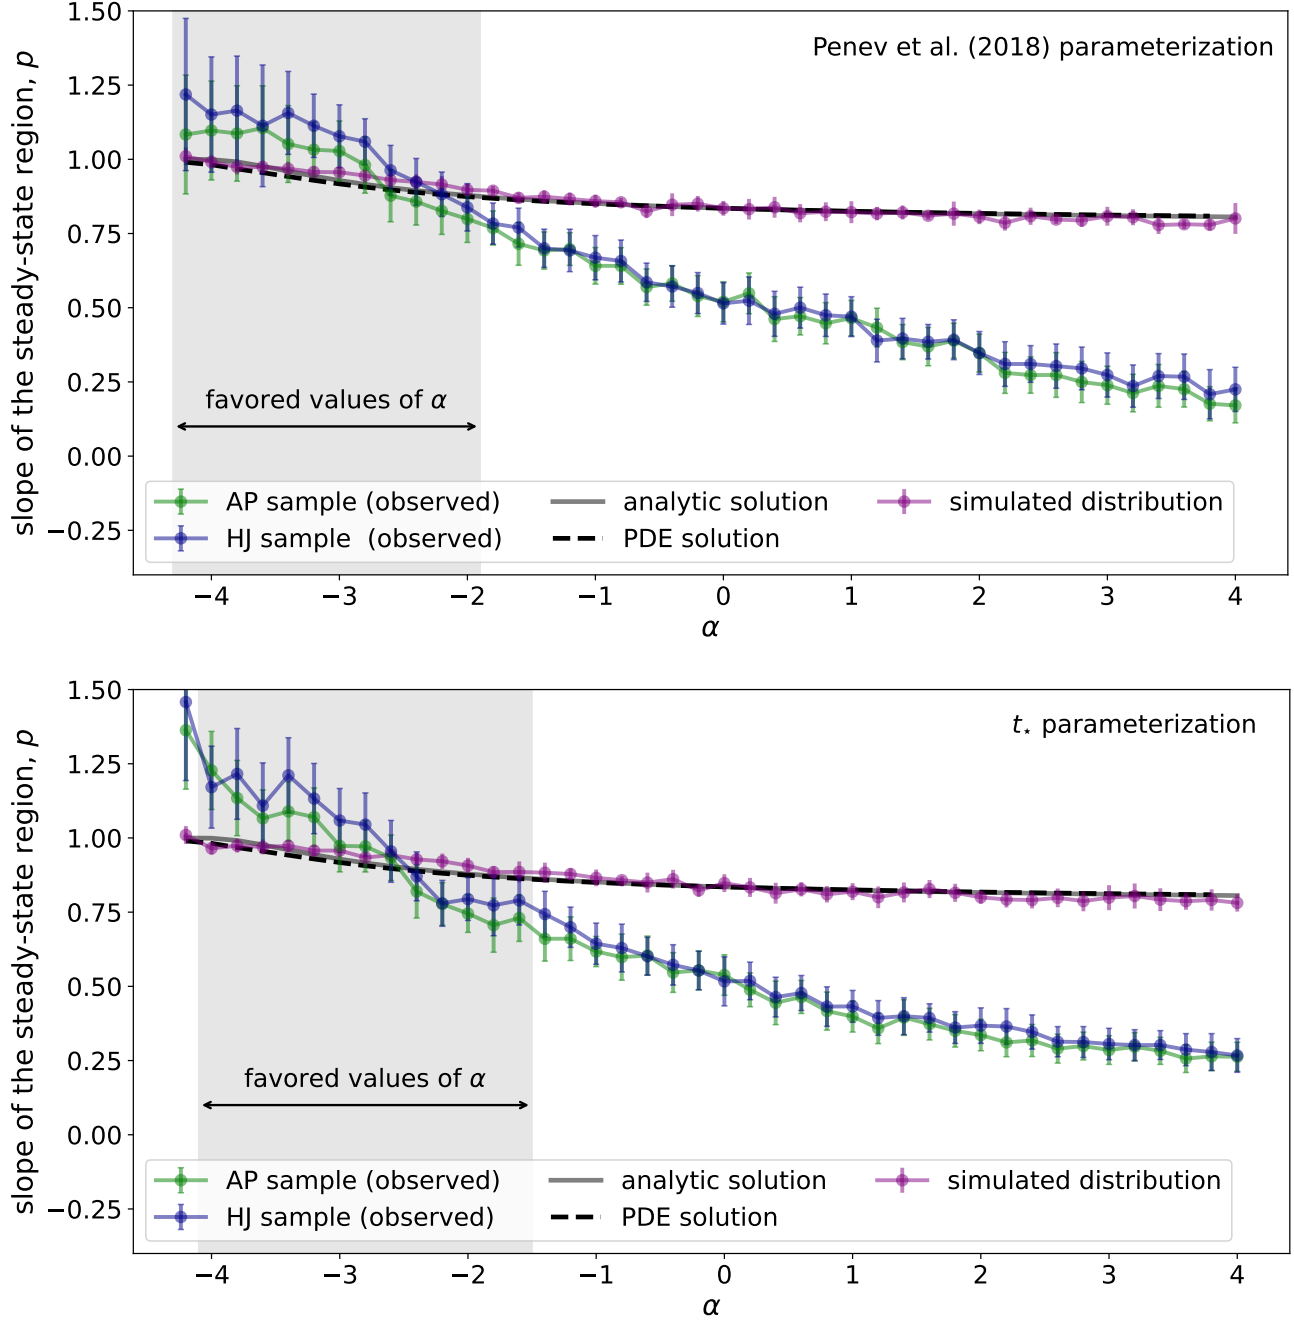 slope of the steady-state region, p
1.50
1.25
1.00
0.75
0.50
0.25
0.00
−0.25
Penev et al. (2018) parameterization
favored values of α
AP sample (observed)
HJ sample (observed)
analytic solution
PDE solution
simulated distribution
−4 −3 −2 −1 0 1 2 3 4
α
slope of the steady-state region, p
1.50
1.25
1.00
0.75
0.50
0.25
0.00
−0.25
t⋆ parameterization
favored values of α
AP sample (observed)
HJ sample (observed)
analytic solution
PDE solution
simulated distribution
−4 −3 −2 −1 0 1 2 3 4
α